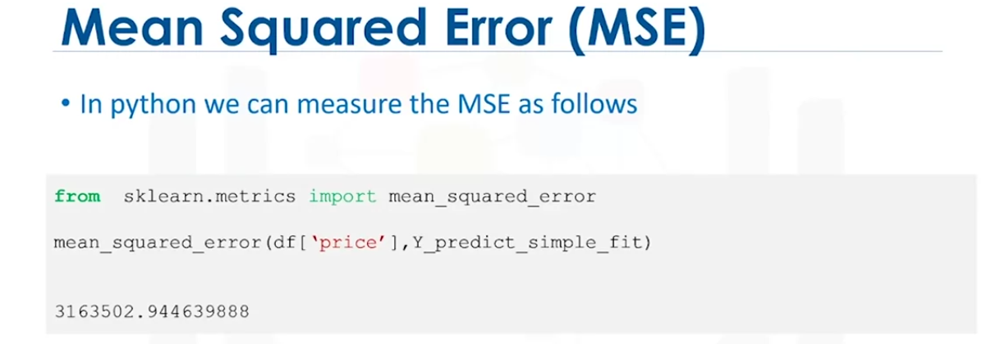 Mean Squared Error (MSE)
• In python we can measure the MSE as follows
from  sklearn.metrics import mean_squared_error
mean_squared_error(df[‘price’],Y_predict_simple_fit)
3163502.944639888